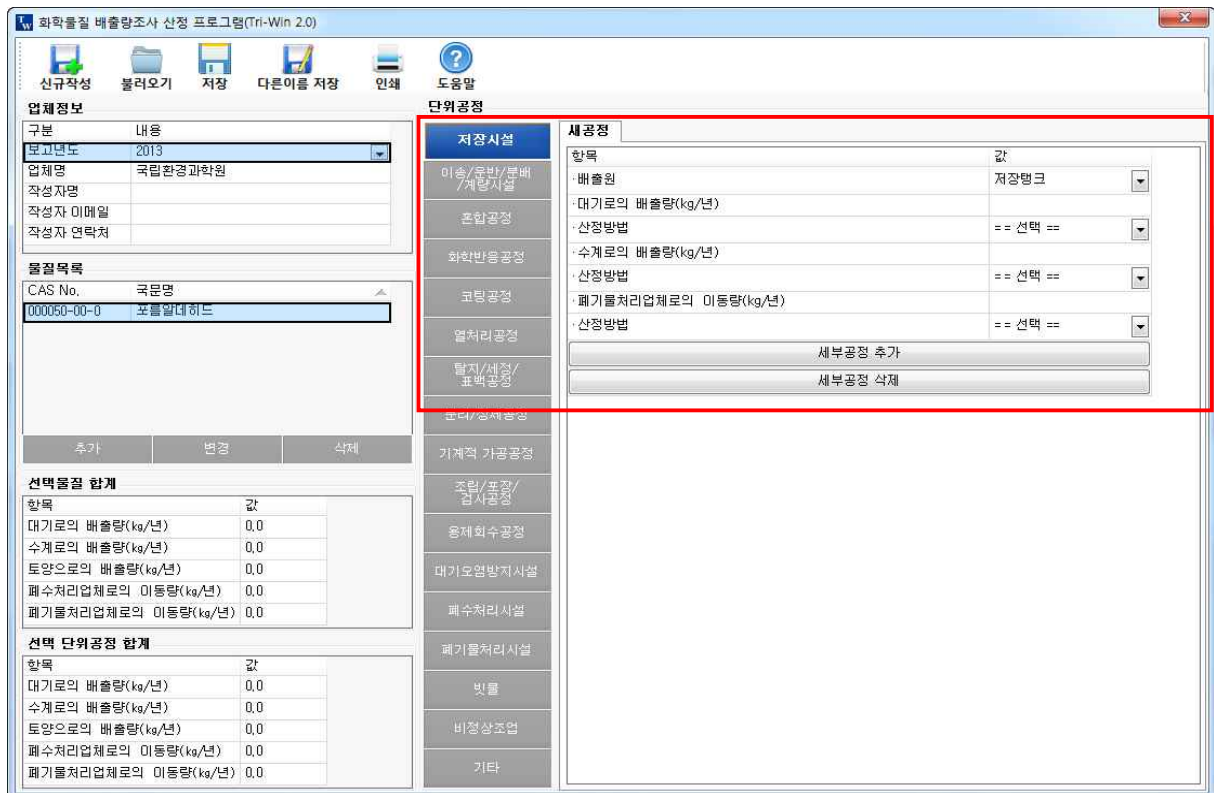 화학물질 배출량조사 산정 프로그램(Tri-Win 2.0)
신규작성 불러오기 저장 다른이름 저장 인쇄 도움말
업체정보
구분 내용
보고년도 2013
업체명 국립환경과학원
작성자명
작성자 이메일
작성자 연락처
물질목록
CAS No. 국문명
000050-00-0 포름알데히드
추가 변경 삭제
선택물질 합계
항목 값
대기로의 배출량(kg/년) 0.0
수계로의 배출량(kg/년) 0.0
토양으로의 배출량(kg/년) 0.0
폐수처리업체로의 이동량(kg/년) 0.0
폐기물처리업체로의 이동량(kg/년) 0.0
선택 단위공정 합계
항목 값
대기로의 배출량(kg/년) 0.0
수계로의 배출량(kg/년) 0.0
토양으로의 배출량(kg/년) 0.0
폐수처리업체로의 이동량(kg/년) 0.0
폐기물처리업체로의 이동량(kg/년) 0.0
단위공정
저장시설
이송/운반/분배
/계량시설
혼합공정
화학반응공정
코팅공정
열처리공정
탈지/세정/
표백공정
분리/정제공정
기계적 가공공정
조립/포장/
검사공정
용제회수공정
대기오염방지시설
폐수처리시설
폐기물처리시설
빗물
비정상조업
기타
새공정
항목 값
·배출원 저장탱크
·대기로의 배출량(kg/년)
·산정방법 == 선택 ==
·수계로의 배출량(kg/년)
·산정방법 == 선택 ==
·폐기물처리업체로의 이동량(kg/년)
·산정방법 == 선택 ==
세부공정 추가
세부공정 삭제